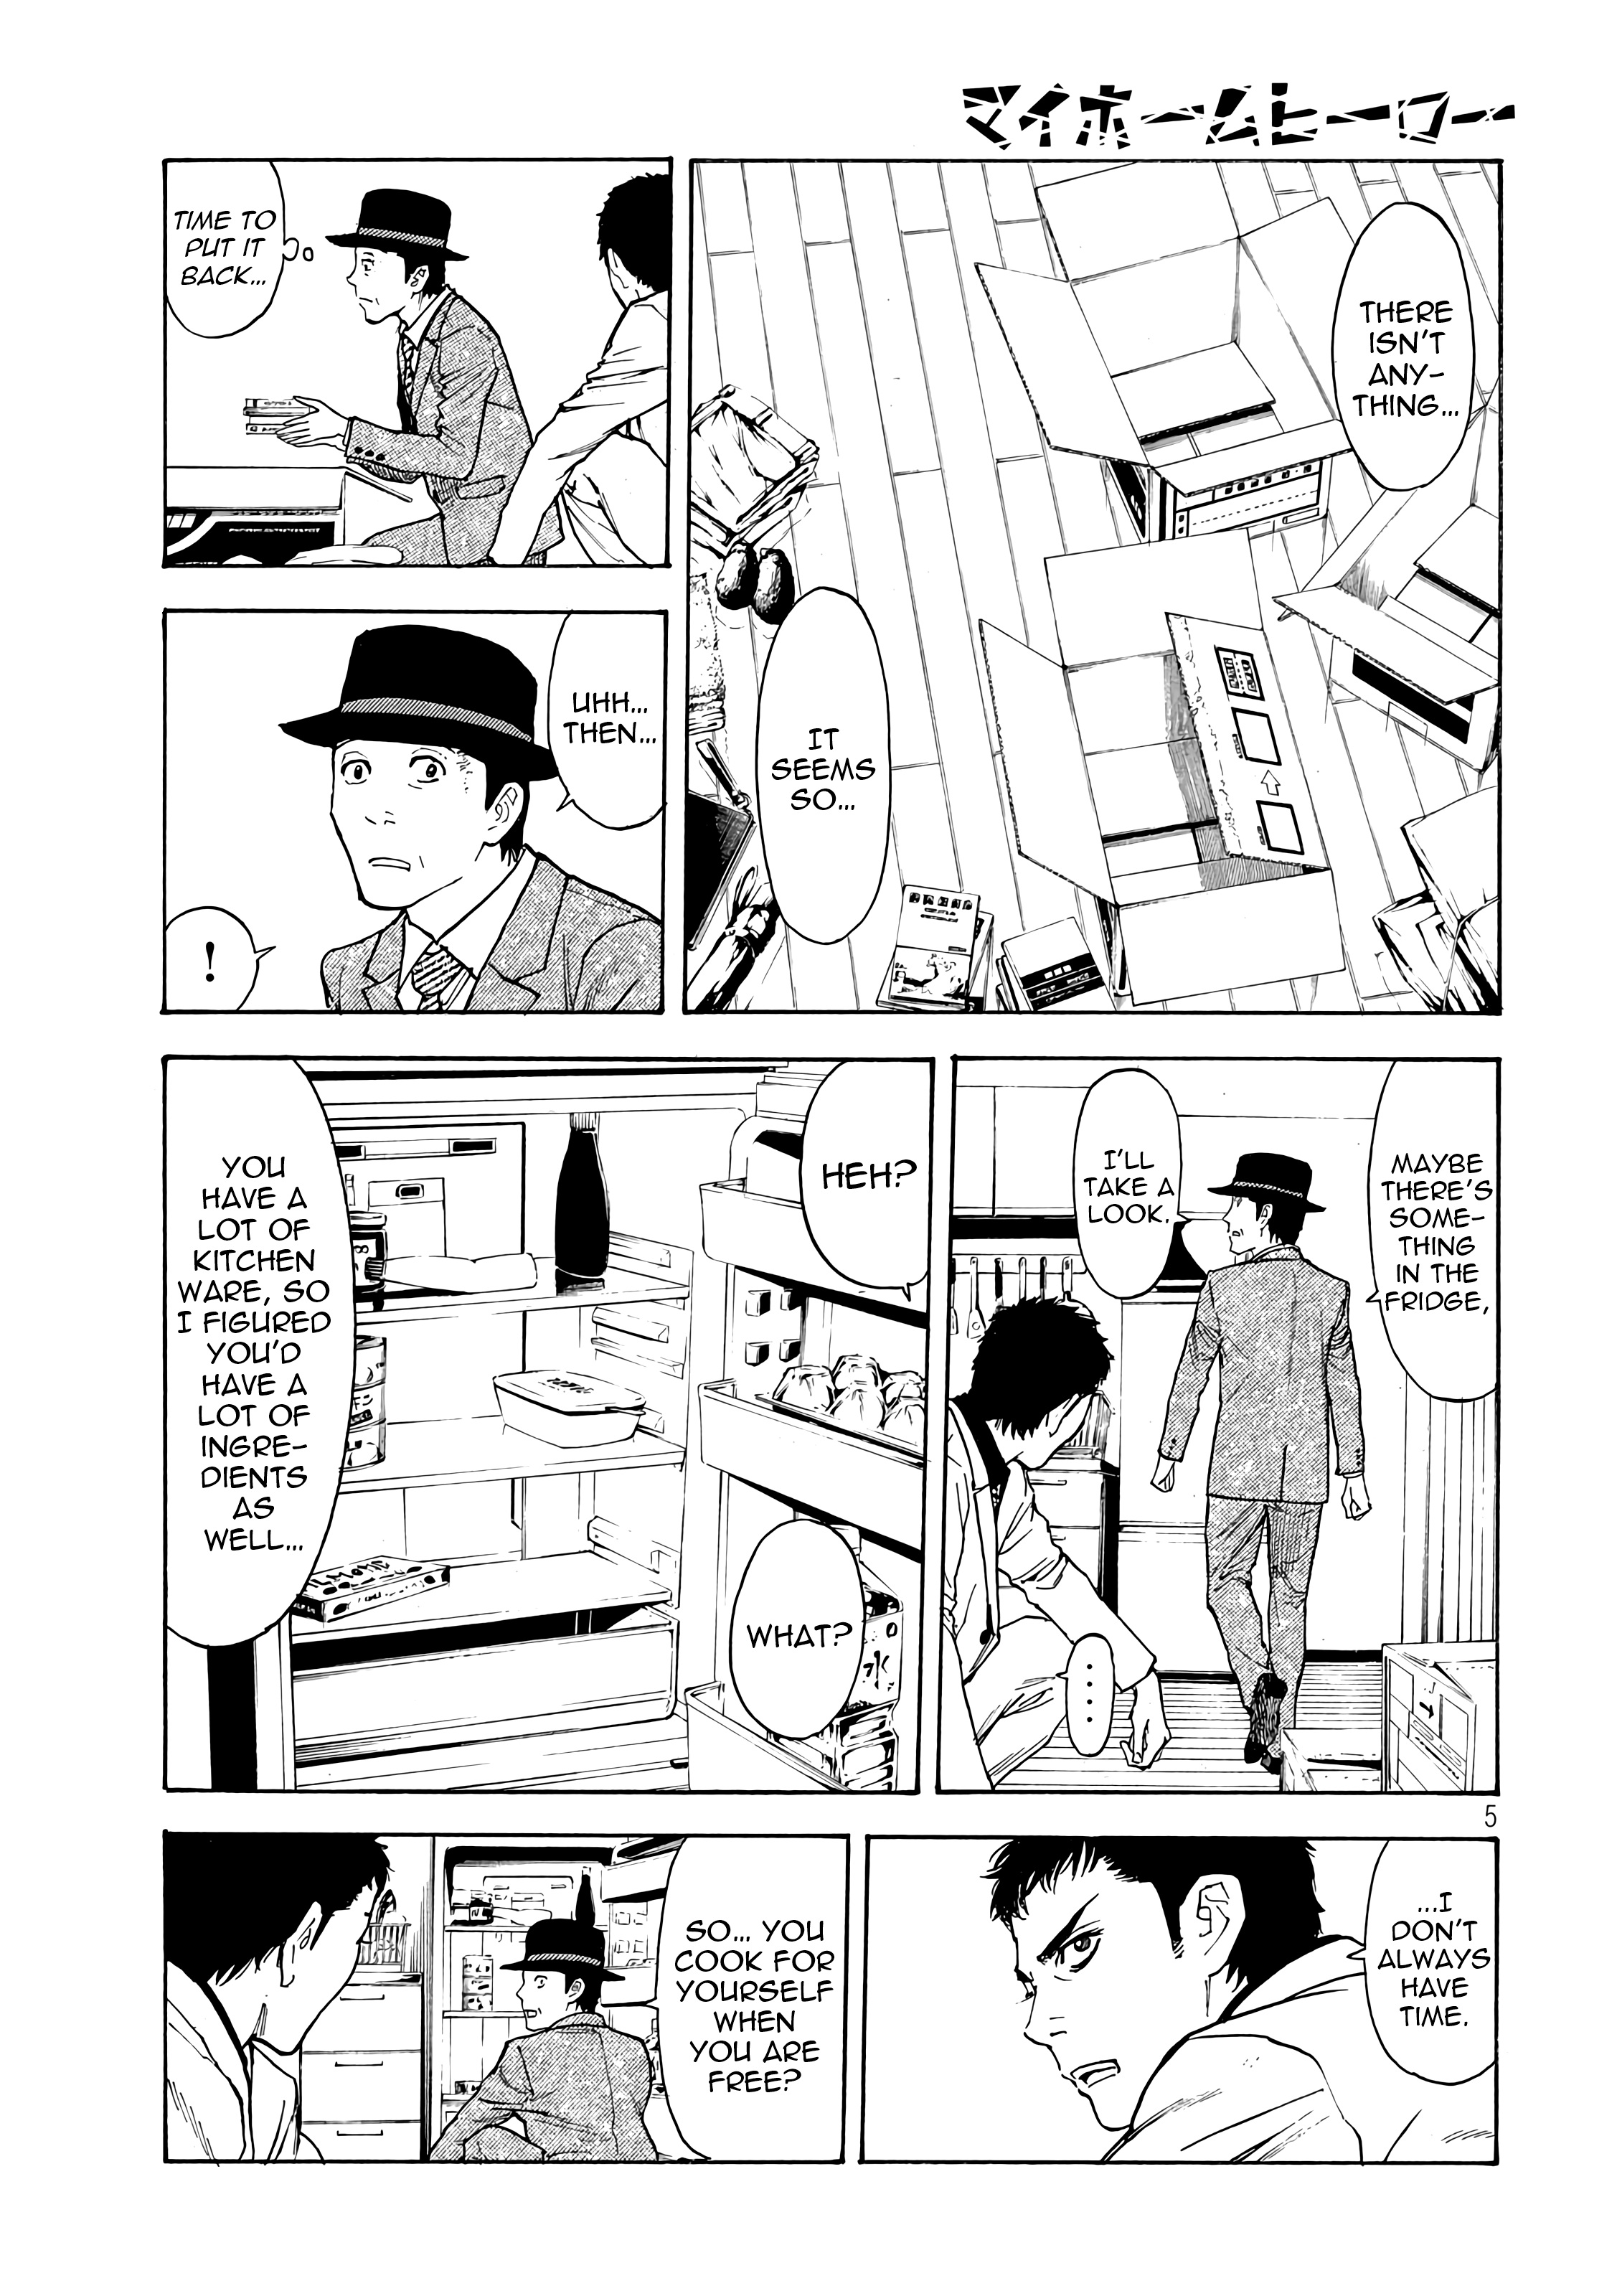 マイホームヒーロー
THERE
ISN'T
ANY-
THING...
IT
SEEMS
SO...
TIME TO
PUT IT
BACK...
UHH...
THEN...
!
MAYBE
THERE'S
SOME-
THING
IN THE
FRIDGE,
I'LL
TAKE A
LOOK.
....
HEH?
WHAT?
水
YOU
HAVE A
LOT OF
KITCHEN
WARE, SO
I FIGURED
YOU'D
HAVE A
LOT OF
INGRE-
DIENTS
AS
WELL...
5
...I
DON'T
ALWAYS
HAVE
TIME.
SO... YOU
COOK FOR
YOURSELF
WHEN
YOU ARE
FREE?